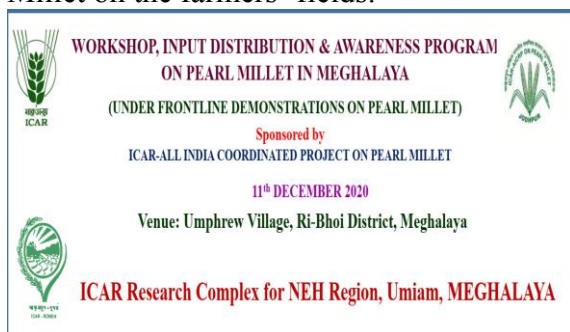 WORKSHOP, INPUT DISTRIBUTION & AWARENESS PROGRAM
ON PEARL MILLET IN MEGHALAYA
(UNDER FRONTLINE DEMONSTRATIONS ON PEARL MILLET)
Sponsored by
ICAR-ALL INDIA COORDINATED PROJECT ON PEARL MILLET
11th DECEMBER 2020
Venue: Umphrew Village, Ri-Bhoi District, Meghalaya
ICAR Research Complex for NEH Region, Umiam, MEGHALAYA
ICAR